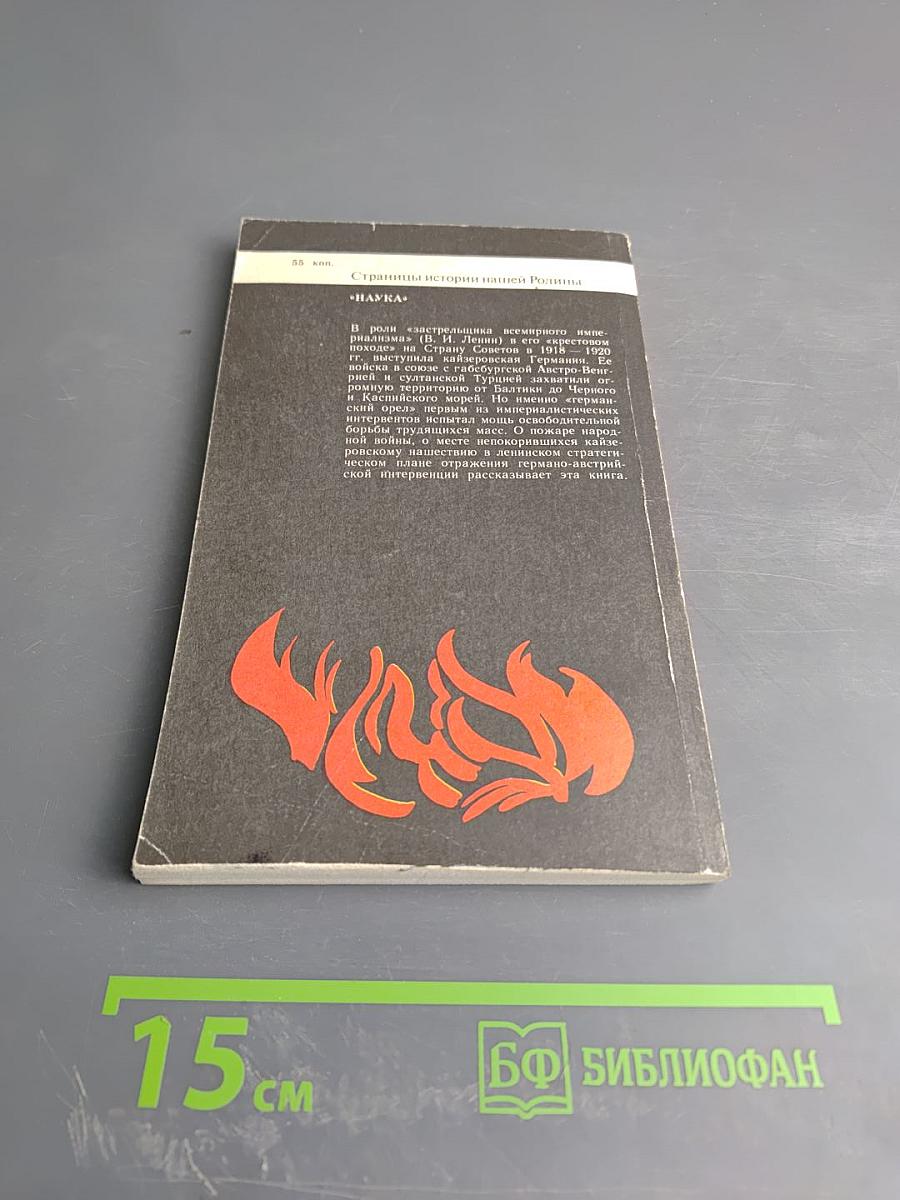 55 коп.
Страницы истории нашей Родины
«НАУКА»
В роли «застрельщика всемирного импе-
риализма» (В. И. Ленин) в его «крестовом
походе» на Страну Советов в 1918 — 1920
гг. выступила кайзеровская Германия. Ее
войска в союзе с габсбургской Австро-Венг-
рией и султанской Турцией захватили ог-
ромную территорию от Балтики до Черного
и Каспийского морей. Но именно «герман-
ский орел» первым из империалистических
интервентов испытал мощь освободительной
борьбы трудящихся масс. О пожаре народ-
ной войны, о месте непокорившихся кайзе-
ровскому нашествию в ленинском стратеги-
ческом плане отражения германо-австрий-
ской интервенции рассказывает эта книга.
15 см
БФ БИБЛИОФАН